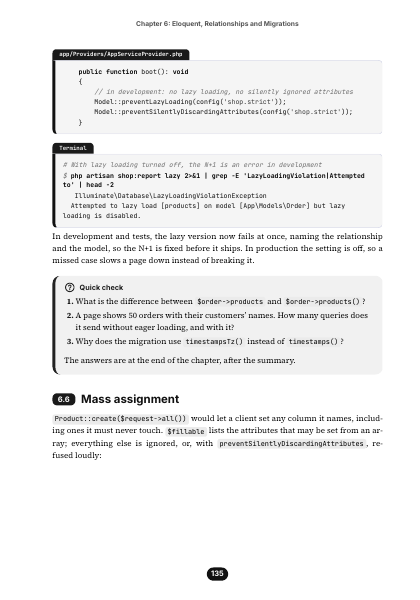 Chapter 6: Eloquent, Relationships and Migrations
app/Providers/AppServiceProvider.php
public function boot(): void
{
// in development: no lazy loading, no silently ignored attributes
Model::preventLazyLoading(config('shop.strict'));
Model::preventSilentlyDiscardingAttributes(config('shop.strict'));
}
Terminal
# With lazy loading turned off, the N+1 is an error in development
$ php artisan shop:report lazy 2>&1 | grep -E 'LazyLoadingViolation|Attempted
to' | head -2
Illuminate\Database\LazyLoadingViolationException
Attempted to lazy load [products] on model [App\Models\Order] but lazy
loading is disabled.
In development and tests, the lazy version now fails at once, naming the relationship
and the model, so the N+1 is fixed before it ships. In production the setting is off, so a
missed case slows a page down instead of breaking it.
? Quick check
1. What is the difference between $order->products and $order->products()?
2. A page shows 50 orders with their customers' names. How many queries does
it send without eager loading, and with it?
3. Why does the migration use timestampsTz() instead of timestamps()?
The answers are at the end of the chapter, after the summary.
6.6 Mass assignment
Product::create($request->all()) would let a client set any column it names, includ-
ing ones it must never touch. $fillable lists the attributes that may be set from an ar-
ray; everything else is ignored, or, with preventSilentlyDiscardingAttributes, re-
fused loudly:
135